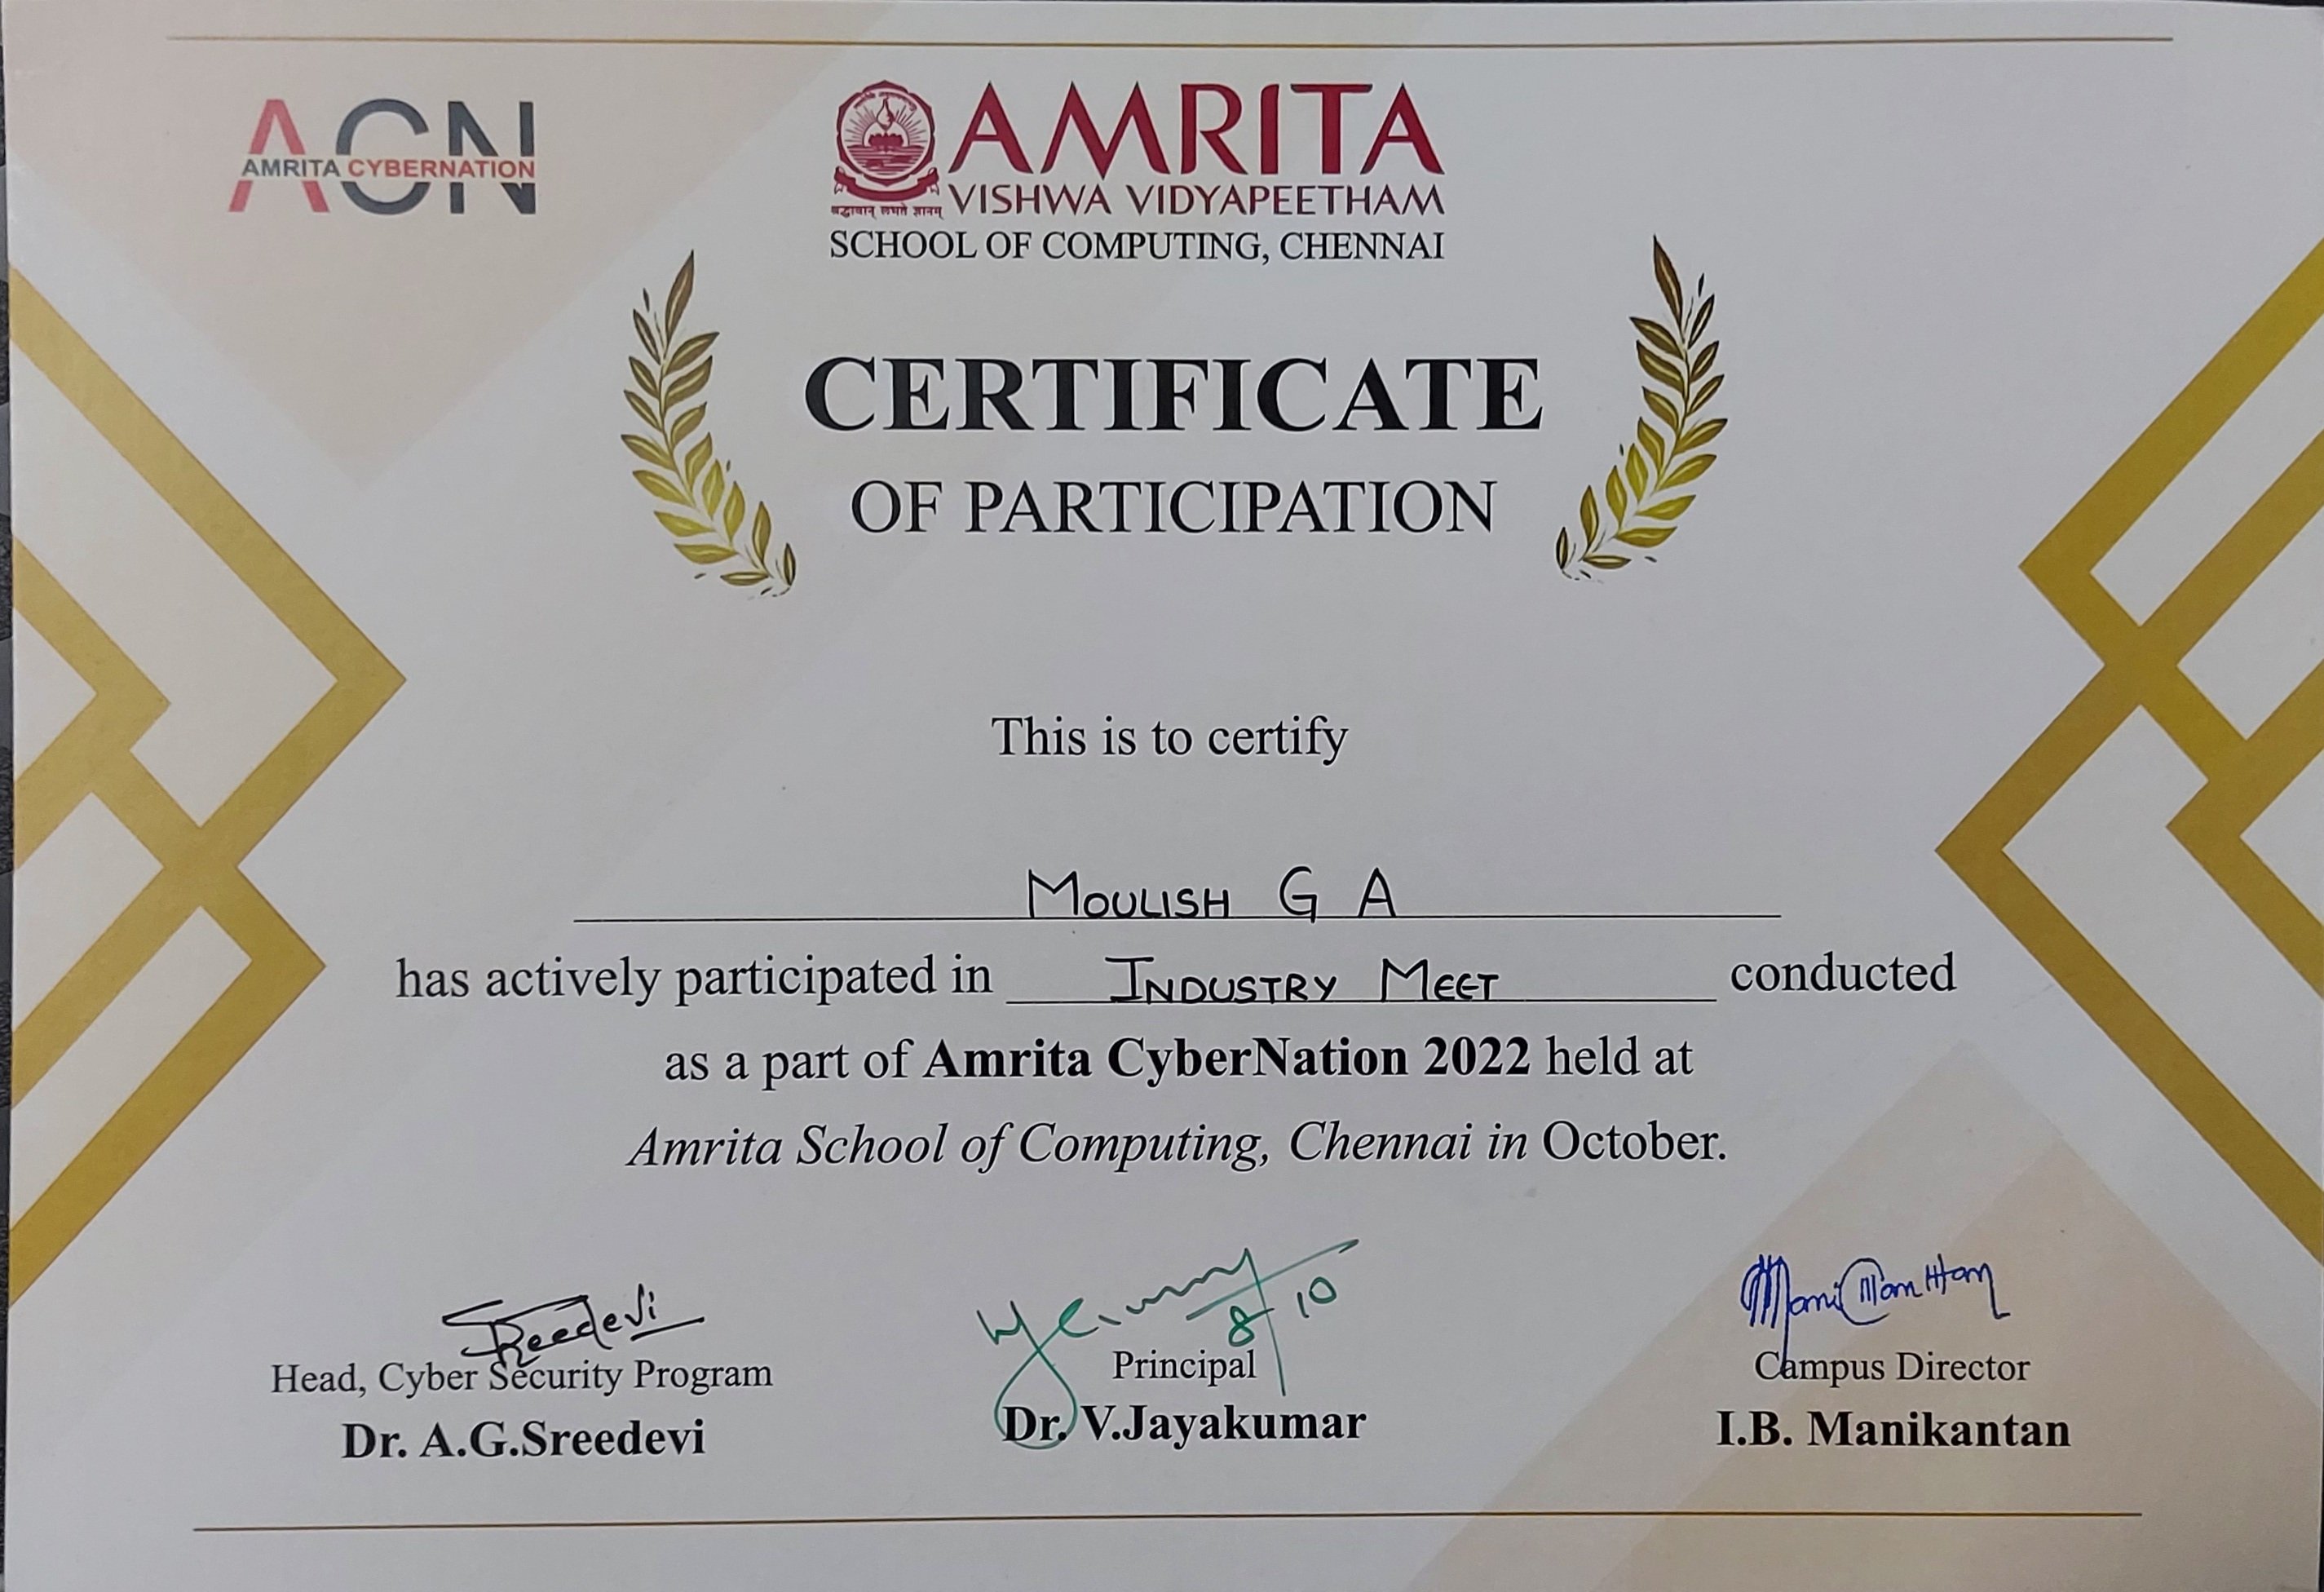 ACN
AMRITA CYBERNATION
AMRITA
VISHWA VIDYAPEETHAM
श्रद्धावान् लभते ज्ञानम्
SCHOOL OF COMPUTING, CHENNAI
CERTIFICATE
OF PARTICIPATION
This is to certify
MOULISH G A
has actively participated in INDUSTRY MEET conducted
as a part of Amrita CyberNation 2022 held at
Amrita School of Computing, Chennai in October.
Sreedevi
8/10
Head, Cyber Security Program
Principal
Campus Director
Dr. A.G.Sreedevi
Dr. V.Jayakumar
I.B. Manikantan